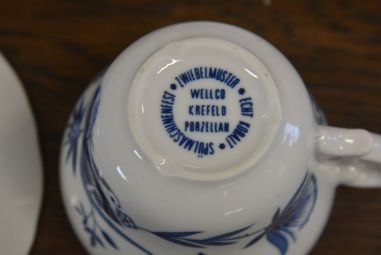 ZWIEBELMUSTER • ECHT KOBALT • SPÜLMASCHINENFEST •
WELLCO
KREFELD
PORZELLAN